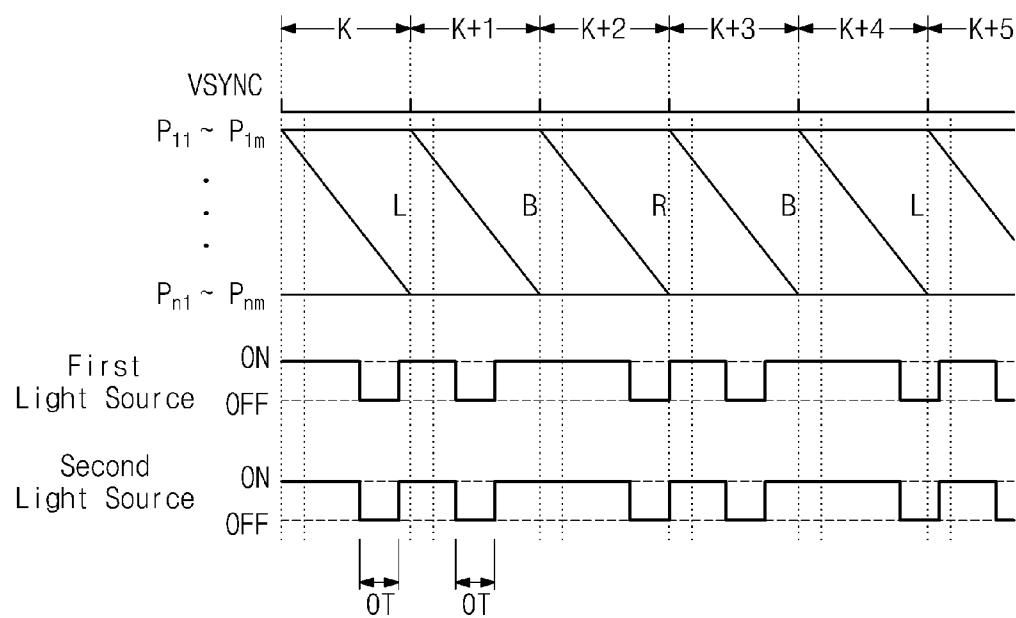 K K+1 K+2 K+3 K+4 K+5
VSYNC
P11 ~ P1m
L B R B L
Pn1 ~ Pnm
First
Light Source
ON
OFF
Second
Light Source
ON
OFF
OT OT